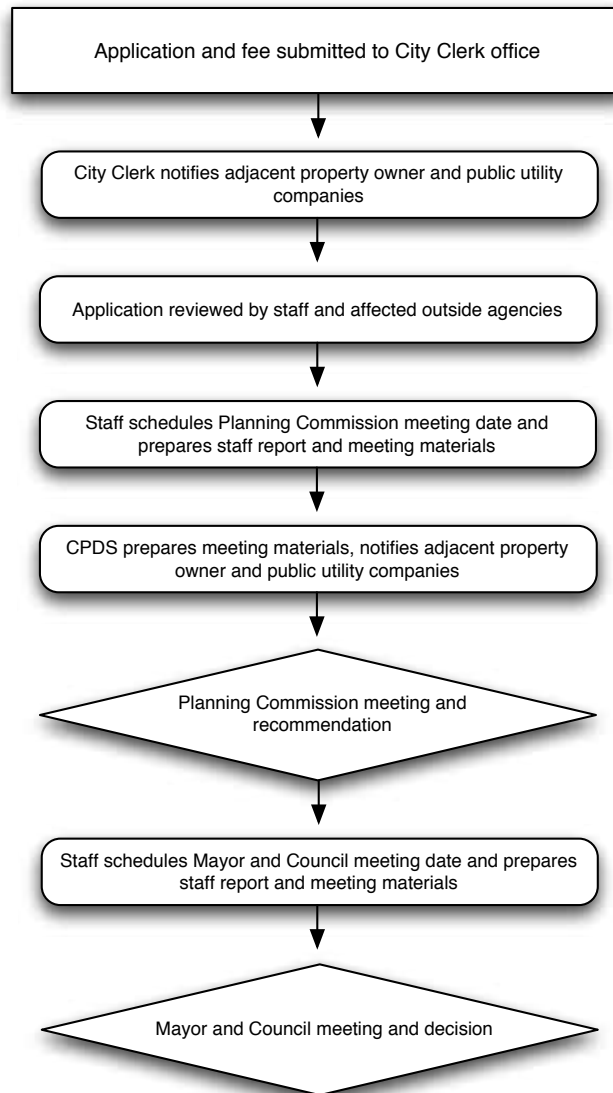 Application and fee submitted to City Clerk office
City Clerk notifies adjacent property owner and public utility
companies
Application reviewed by staff and affected outside agencies
Staff schedules Planning Commission meeting date and
prepares staff report and meeting materials
CPDS prepares meeting materials, notifies adjacent property
owner and public utility companies
Planning Commission meeting and
recommendation
Staff schedules Mayor and Council meeting date and prepares
staff report and meeting materials
Mayor and Council meeting and decision